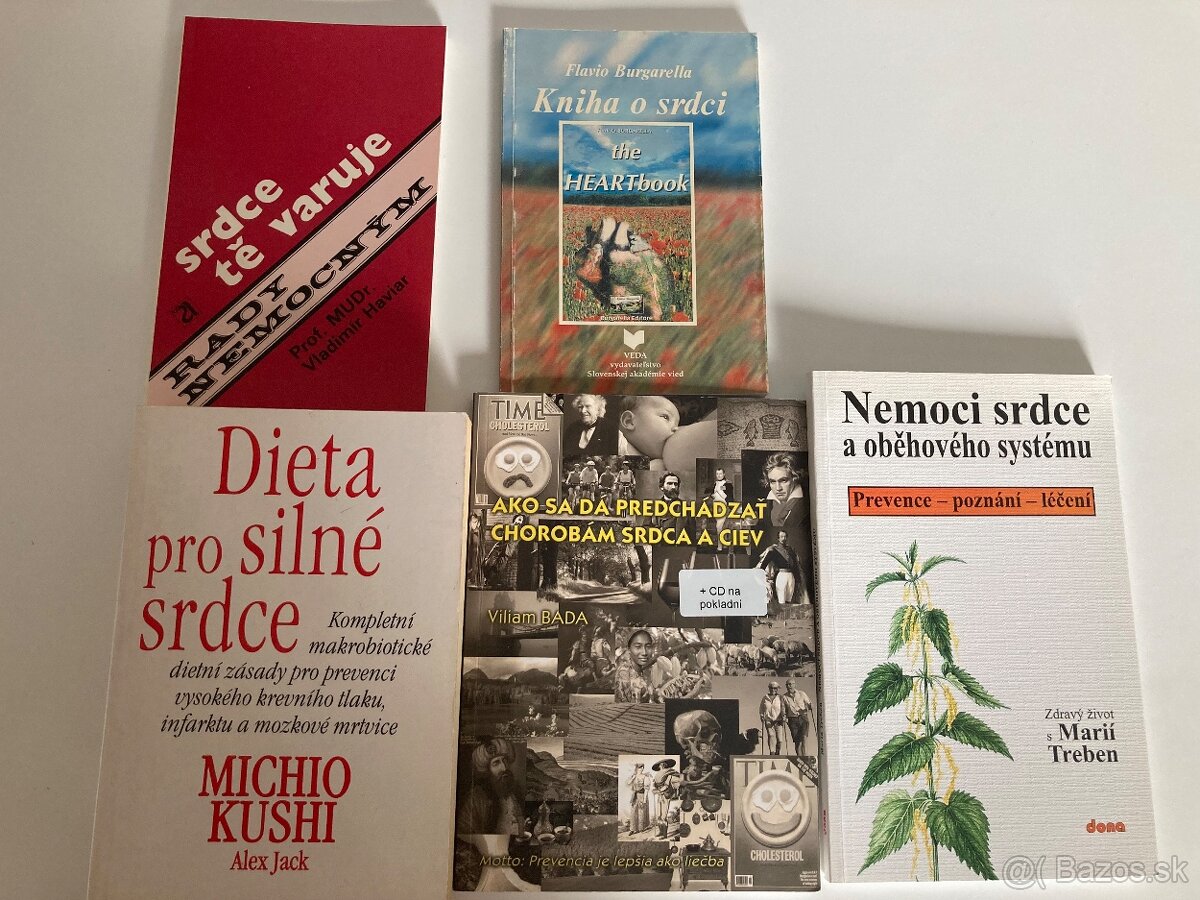 srdce
tě varuje
RADY
NEMOCNÝM
Prof. MUDr
Vladimír Haviar
Flavio Burgarella
Kniha o srdci
the
HEARTbook
Burgarella Editore
VEDA
vydavateľstvo
Slovenskej akadémie vied
Dieta
pro silné
srdce
Kompletní
makrobiotické
dietní zásady pro prevenci
vysokého krevního tlaku,
infarktu a mozkové mrtvice
MICHIO
KUSHI
Alex Jack
TIME
CHOLESTEROL
AKO SA DÁ PREDCHÁDZAŤ
CHOROBÁM SRDCA A CIEV
+ CD na
pokladni
Viliam BADA
TIME
CHOLESTEROL
Motto: Prevencia je lepšia ako liečba
Nemoci srdce
a oběhového systému
Prevence – poznání – léčení
Zdravý život
s Marií
Treben
dona
@( Bazos.sk